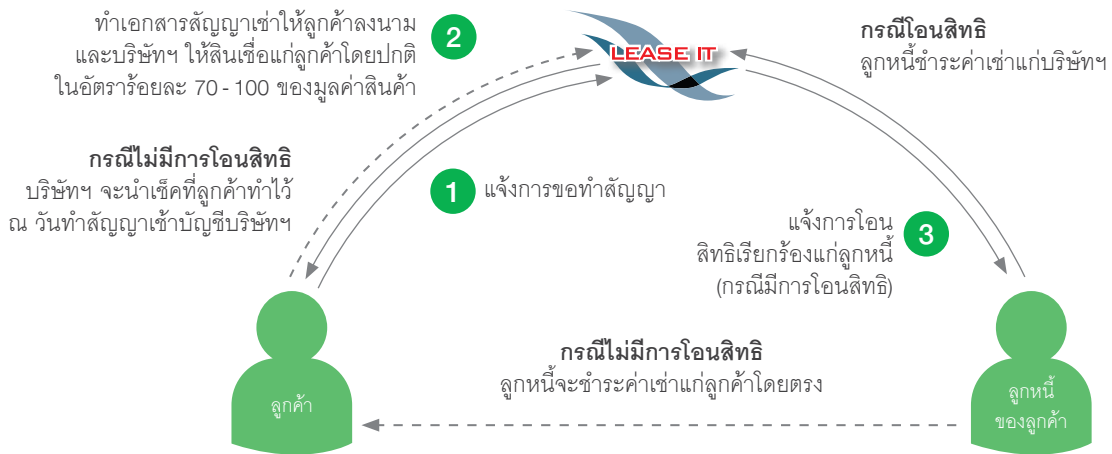 2
ทำเอกสารสัญญาเช่าให้ลูกค้าลงนาม
และบริษัทฯ ให้สินเชื่อแก่ลูกค้าโดยปกติ
ในอัตราร้อยละ 70 - 100 ของมูลค่าสินค้า
LEASE IT
กรณีโอนสิทธิ
ลูกหนี้ชำระค่าเช่าแก่บริษัทฯ
กรณีไม่มีการโอนสิทธิ
บริษัทฯ จะนำเช็คที่ลูกค้าทำไว้
ณ วันทำสัญญาเช้าบัญชีบริษัทฯ
1 แจ้งการขอทำสัญญา
3
แจ้งการโอน
สิทธิเรียกร้องแก่ลูกหนี้
(กรณีมีการโอนสิทธิ)
กรณีไม่มีการโอนสิทธิ
ลูกหนี้จะชำระค่าเช่าแก่ลูกค้าโดยตรง
ลูกค้า
ลูกหนี้
ของลูกค้า